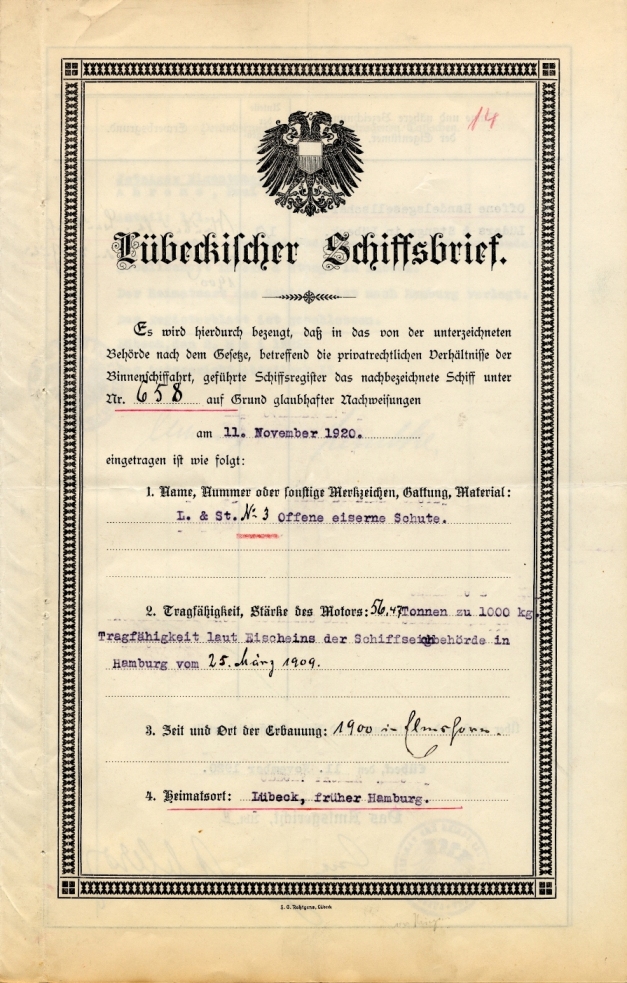 14
Lübeckischer Schiffsbrief.
Es wird hierdurch bezeugt, daß in das von der unterzeichneten
Behörde nach dem Gesetze, betreffend die privatrechtlichen Verhältnisse der
Binnenschiffahrt, geführte Schiffsregister das nachbezeichnete Schiff unter
Nr. 658 auf Grund glaubhafter Nachweisungen
am 11. November 1920.
eingetragen ist wie folgt:
1. Name, Nummer oder sonstige Merkzeichen, Gattung, Material:
L. & St. No 3 Offene eiserne Schute.
2. Tragfähigkeit, Stärke des Motors: 56,47 Tonnen zu 1000 kg.
Tragfähigkeit laut Eischeins der Schiffseichbehörde in
Hamburg vom 25. März 1909.
3. Zeit und Ort der Erbauung: 1900 in Elmshorn.
4. Heimatsort: Lübeck, früher Hamburg.